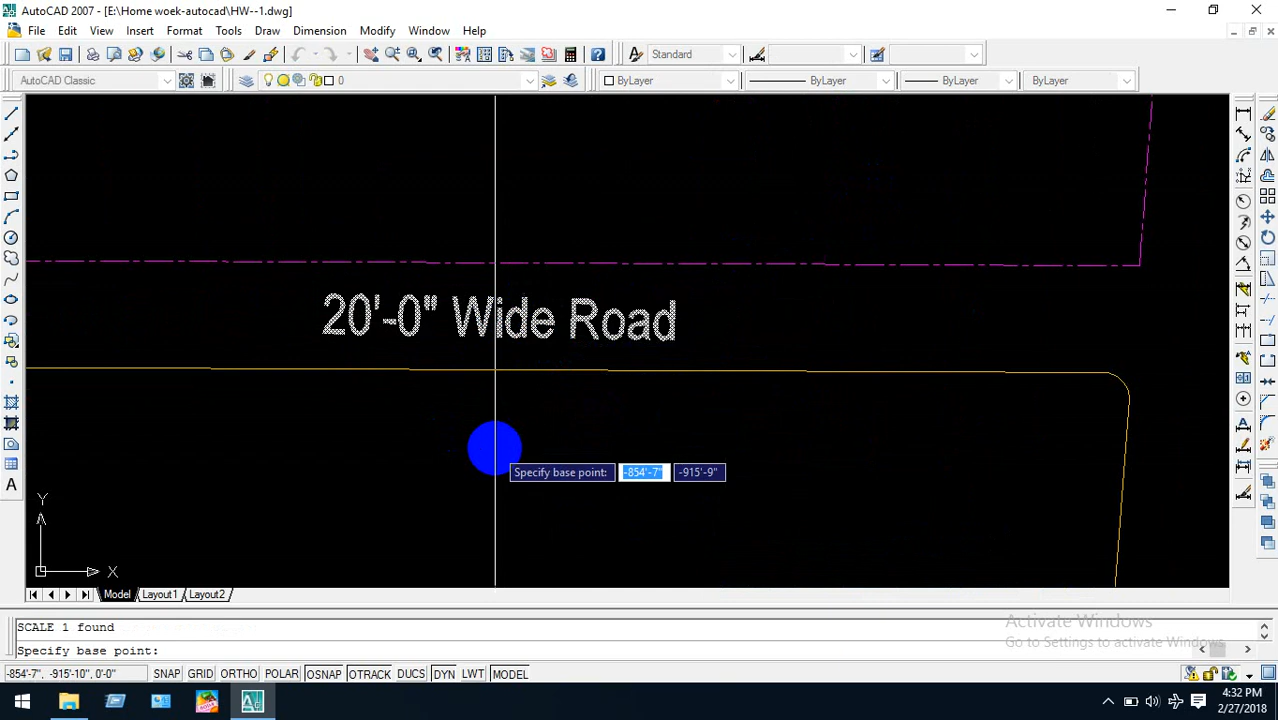 AutoCAD 2007 - [E:\Home woek-autocad\HW--1.dwg]
File Edit View Insert Format Tools Draw Dimension Modify Window Help
Standard
AutoCAD Classic 0 ByLayer ByLayer ByLayer ByLayer
20'-0" Wide Road
Specify base point: -854'-7" -915'-9"
Y
X
Model Layout1 Layout2
SCALE 1 found
Specify base point:
Activate Windows
Go to Settings to activate Windows.
-854'-7", -915'-10", 0'-0" SNAP GRID ORTHO POLAR OSNAP OTRACK DUCS DYN LWT MODEL
4:32 PM
2/27/2018